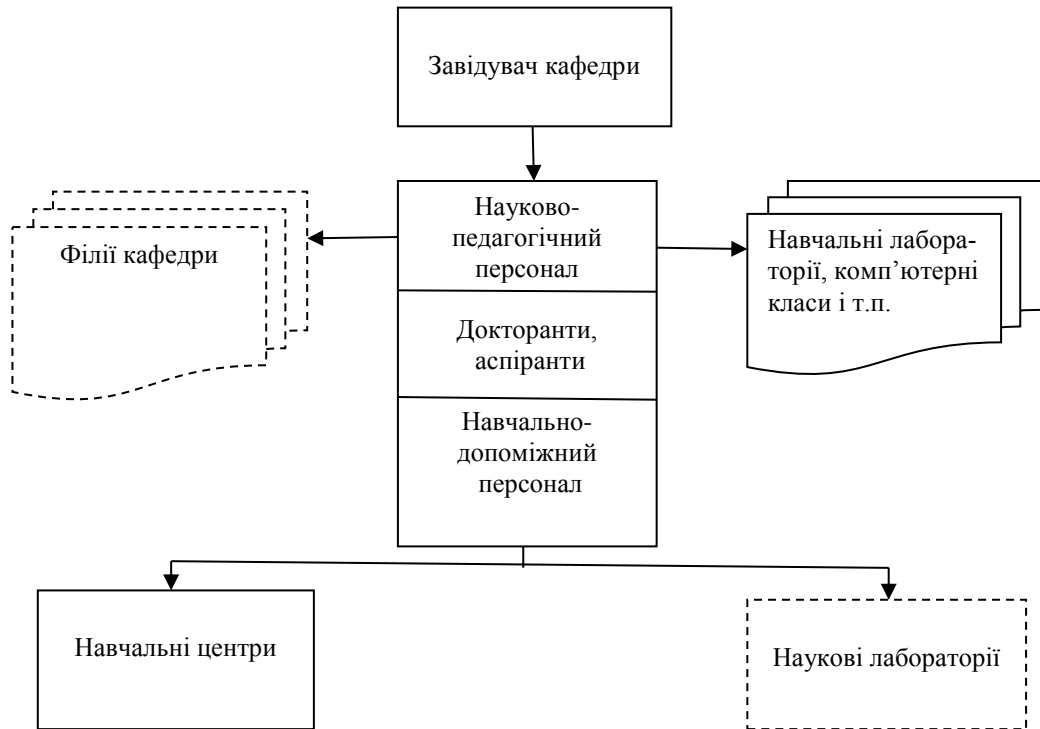 Завідувач кафедри
Науково-
педагогічний
персонал
Філії кафедри
Навчальні лабора-
торії, комп’ютерні
класи і т.п.
Докторанти,
аспіранти
Навчально-
допоміжний
персонал
Навчальні центри
Наукові лабораторії